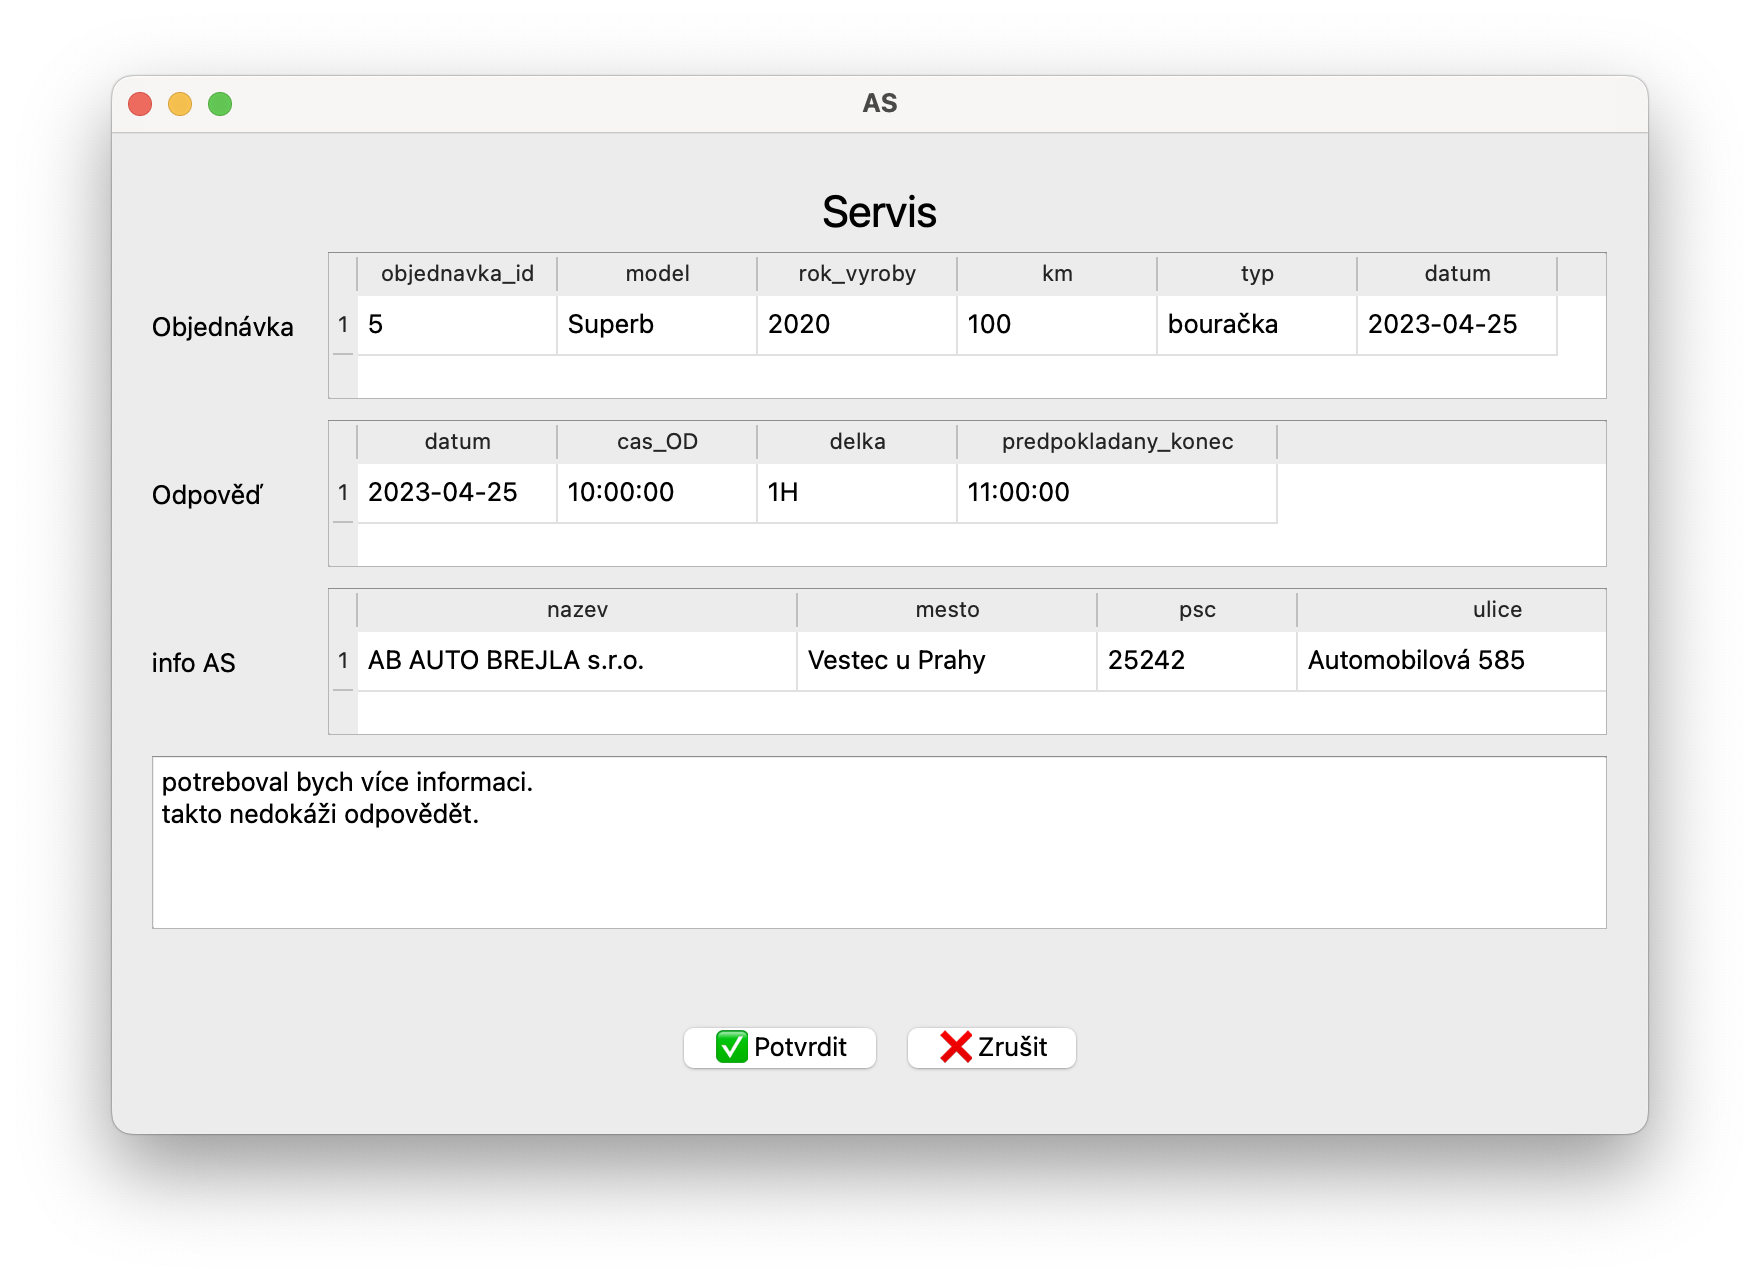 AS
Servis
Objednávka
objednavka_id model rok_vyroby km typ datum
1 5 Superb 2020 100 bouračka 2023-04-25
Odpověď
datum cas_OD delka predpokladany_konec
1 2023-04-25 10:00:00 1H 11:00:00
info AS
nazev mesto psc ulice
1 AB AUTO BREJLA s.r.o. Vestec u Prahy 25242 Automobilová 585
potreboval bych více informaci.
takto nedokáži odpovědět.
Potvrdit Zrušit